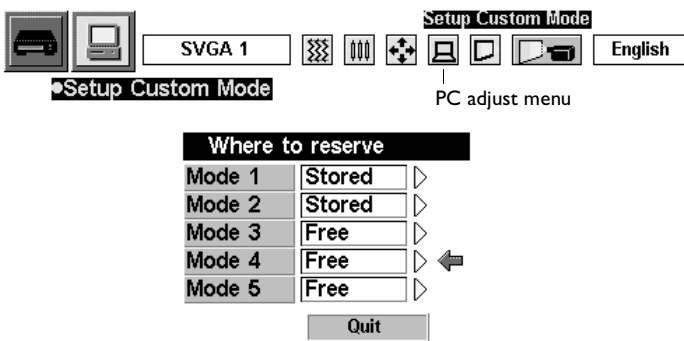 Setup Custom Mode
SVGA 1 English
●Setup Custom Mode
PC adjust menu
Where to reserve
Mode 1 Stored
Mode 2 Stored
Mode 3 Free
Mode 4 Free
Mode 5 Free
Quit